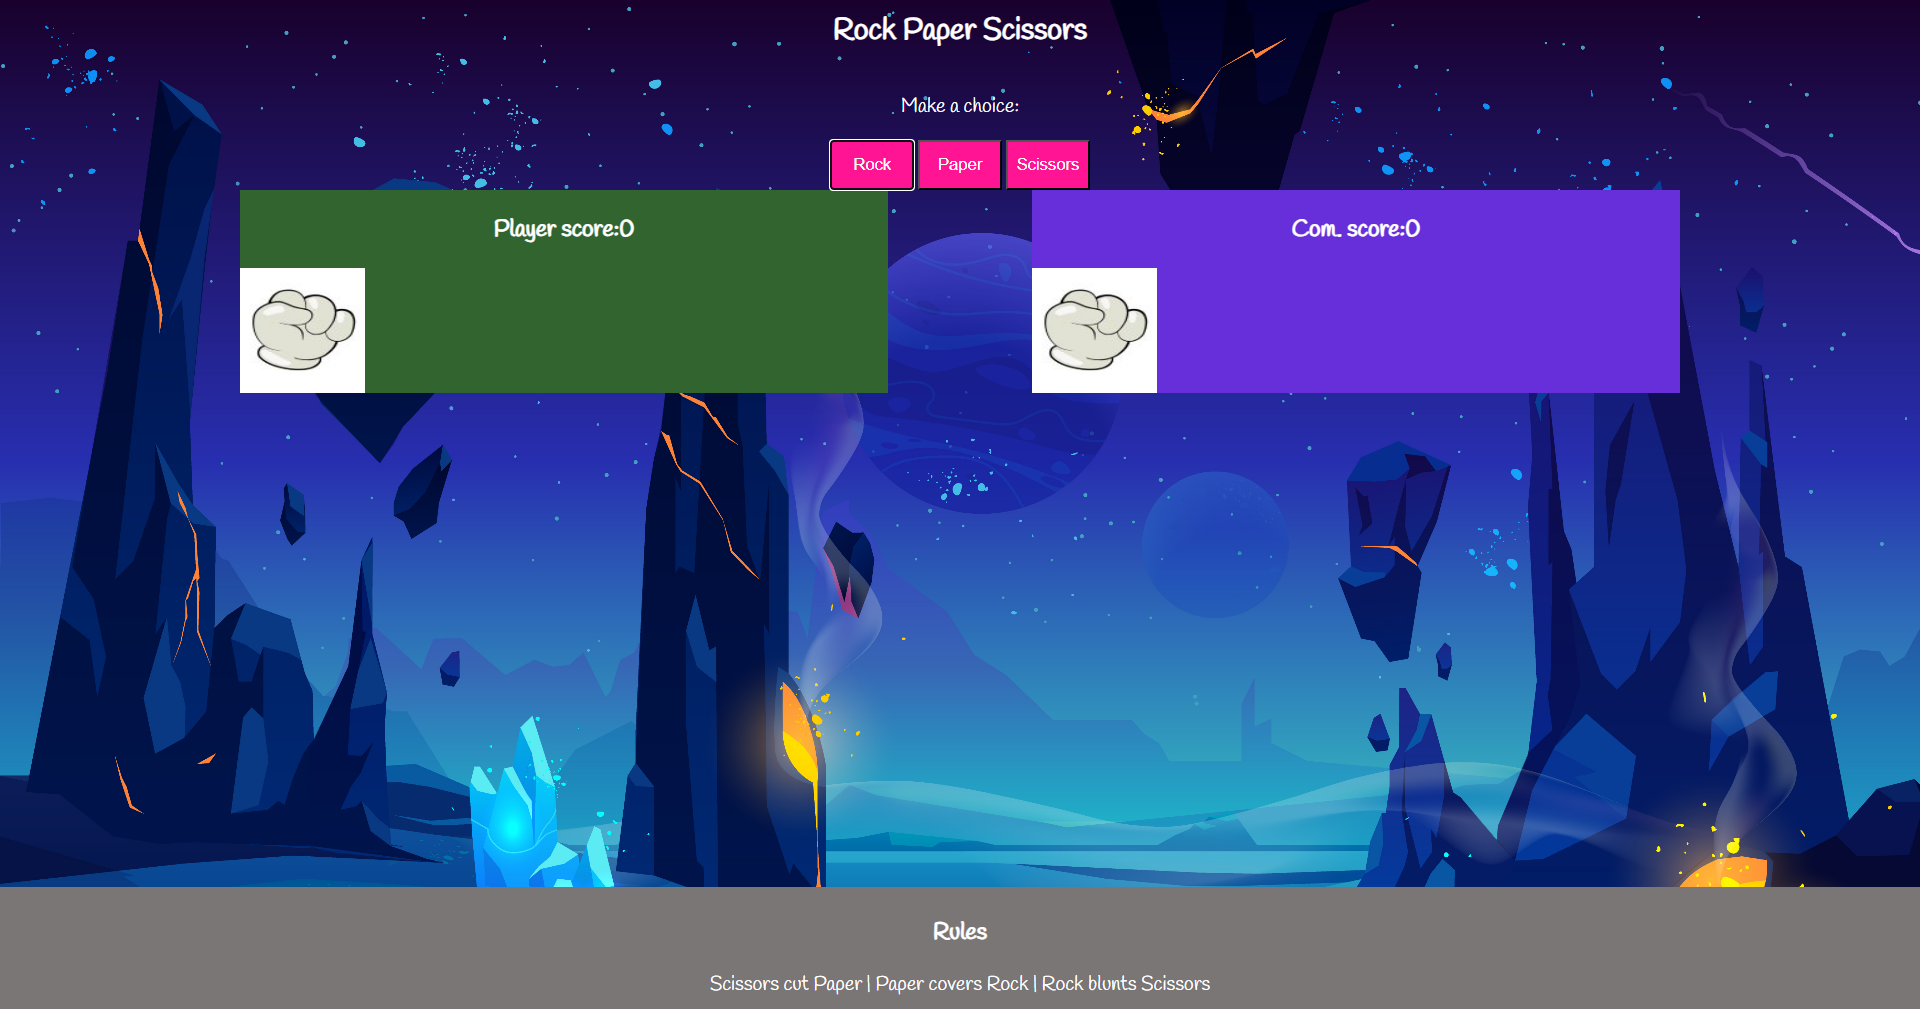 Rock Paper Scissors
Make a choice:
Rock Paper Scissors
Player score:0
Com. score:0
Rules
Scissors cut Paper | Paper covers Rock | Rock blunts Scissors